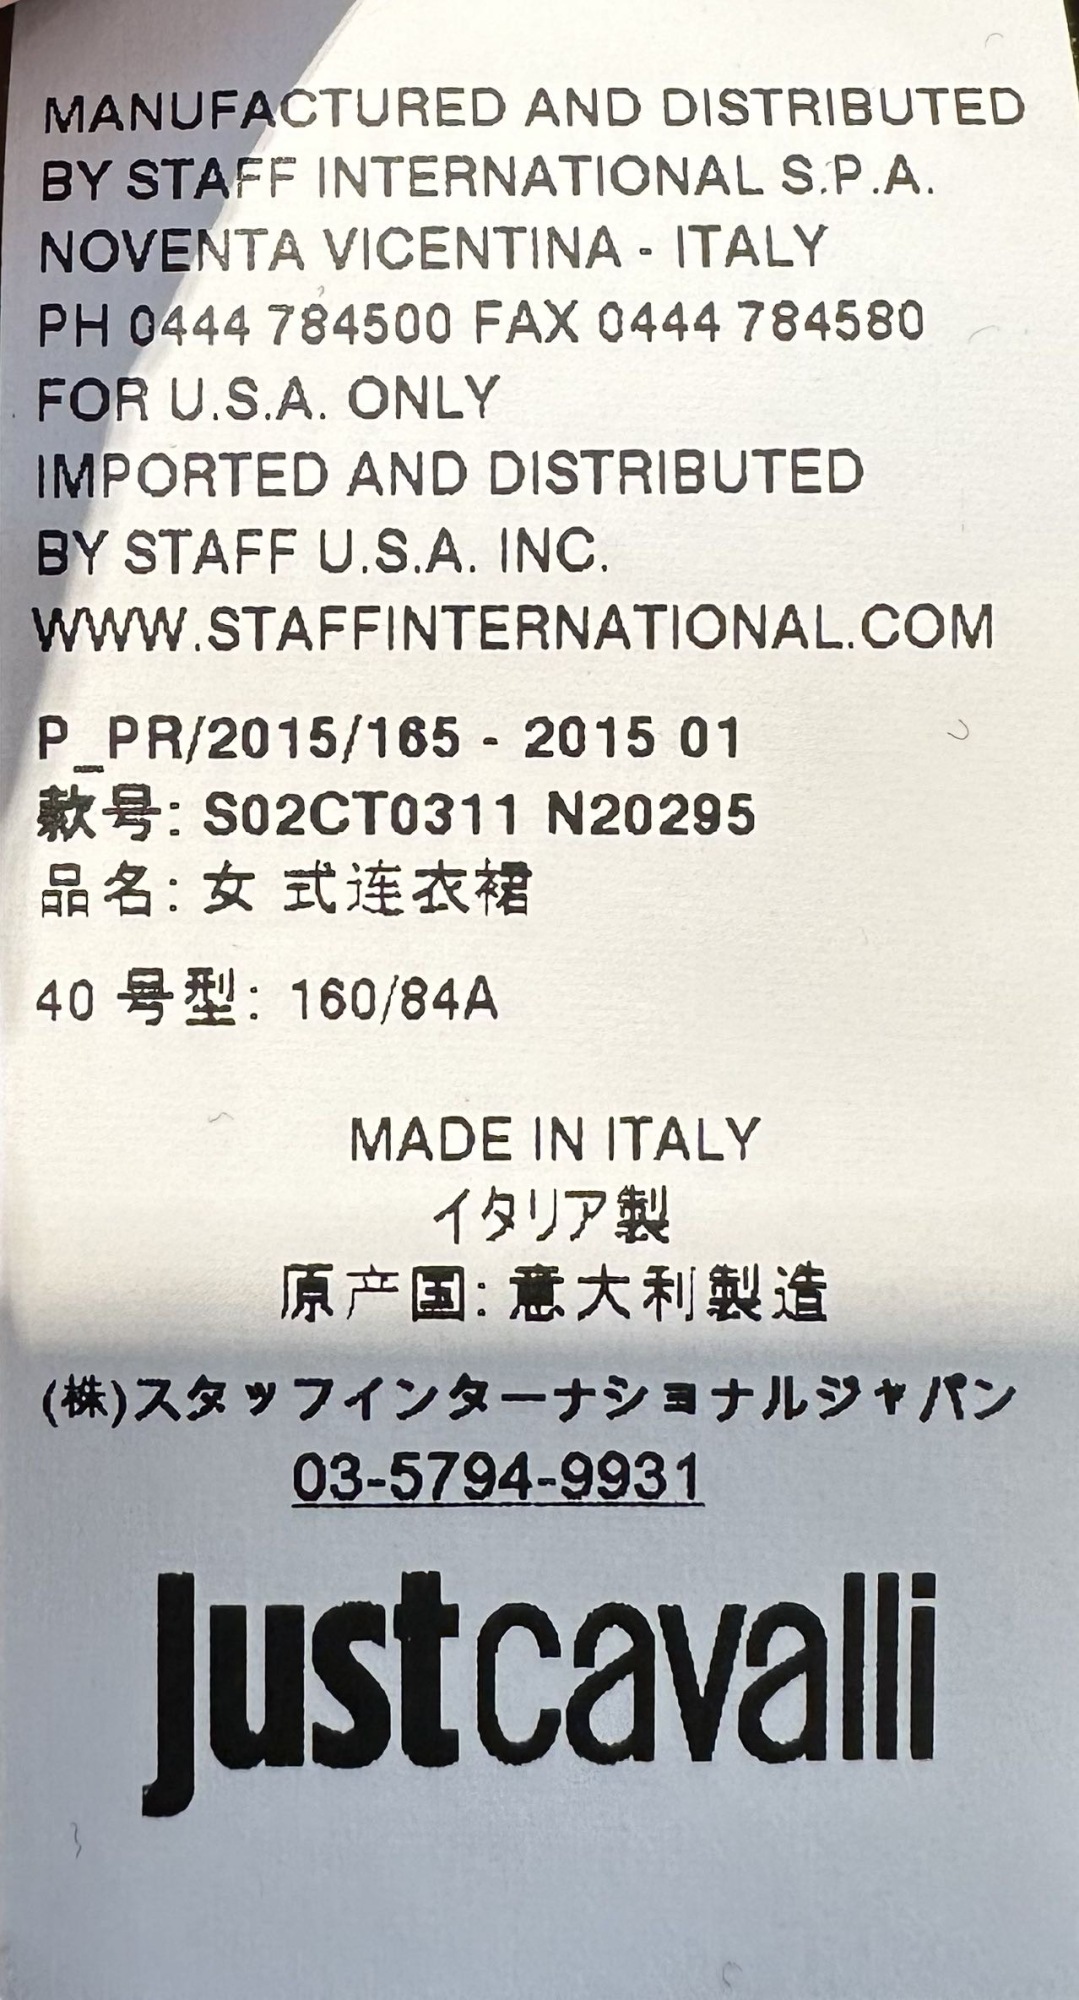 MANUFACTURED AND DISTRIBUTED
BY STAFF INTERNATIONAL S.P.A.
NOVENTA VICENTINA - ITALY
PH 0444 784500 FAX 0444 784580
FOR U.S.A. ONLY
IMPORTED AND DISTRIBUTED
BY STAFF U.S.A. INC.
WWW.STAFFINTERNATIONAL.COM
P_PR/2015/165 - 2015 01
款号: S02CT0311 N20295
品名: 女 式连衣裙
40 号型: 160/84A
MADE IN ITALY
イタリア製
原产国: 意大利製造
(株)スタッフインターナショナルジャパン
03-5794-9931
Justcavalli